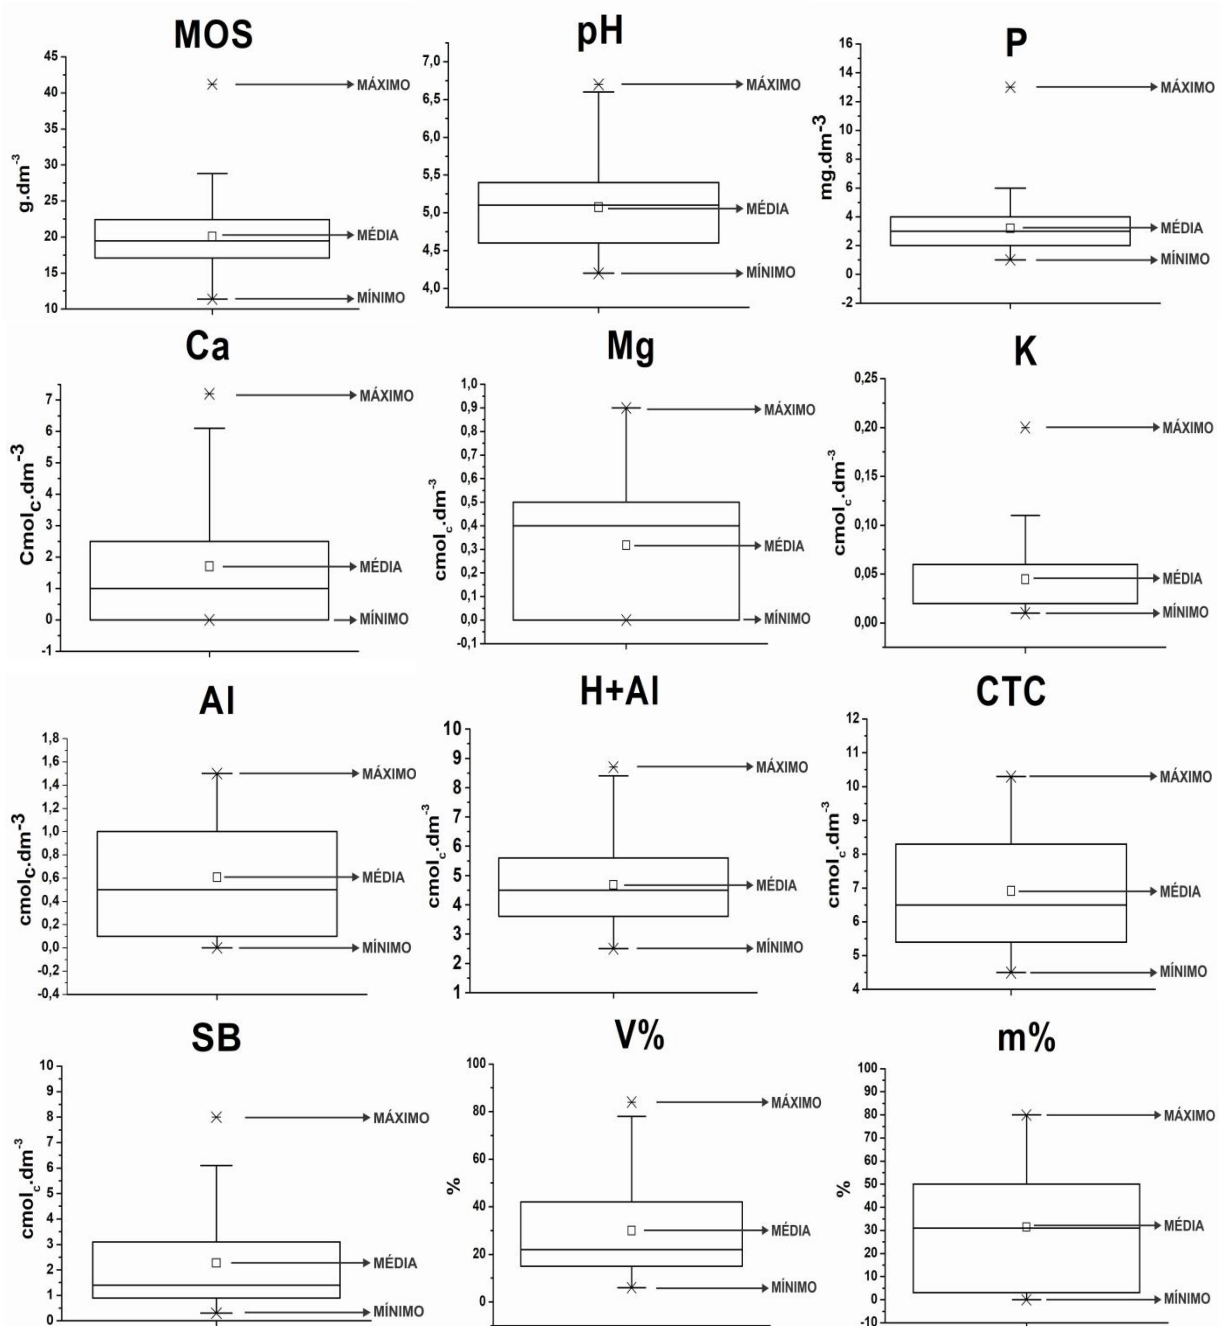 MOS
45
40
35
30
25
20
15
10
g.dm-3
MÁXIMO
MÉDIA
MÍNIMO
pH
7,0
6,5
6,0
5,5
5,0
4,5
4,0
MÁXIMO
MÉDIA
MÍNIMO
P
16
14
13
12
11
10
8
6
4
2
0
-2
mg.dm-3
MÁXIMO
MÉDIA
MÍNIMO
Ca
7
6
5
4
3
2
1
0
-1
Cmolc.dm-3
MÁXIMO
MÉDIA
MÍNIMO
Mg
1,0
0,9
0,8
0,7
0,6
0,5
0,4
0,3
0,2
0,1
0,0
-0,1
cmolc.dm-3
MÁXIMO
MÉDIA
MÍNIMO
K
0,25
0,20
0,15
0,10
0,05
0,00
cmolc.dm-3
MÁXIMO
MÉDIA
MÍNIMO
Al
1,8
1,6
1,4
1,2
1,0
0,8
0,6
0,4
0,2
0,0
-0,2
-0,4
cmolc.dm-3
MÁXIMO
MÉDIA
MÍNIMO
H+Al
10
9
8
7
6
5
4
3
2
1
cmolc.dm-3
MÁXIMO
MÉDIA
MÍNIMO
CTC
12
11
10
9
8
7
6
5
4
cmolc.dm-3
MÁXIMO
MÉDIA
MÍNIMO
SB
10
9
8
7
6
5
4
3
2
1
0
cmolc.dm-3
MÁXIMO
MÉDIA
MÍNIMO
V%
100
80
60
40
20
0
%
MÁXIMO
MÉDIA
MÍNIMO
m%
100
90
80
70
60
50
40
30
20
10
0
-10
%
MÁXIMO
MÉDIA
MÍNIMO